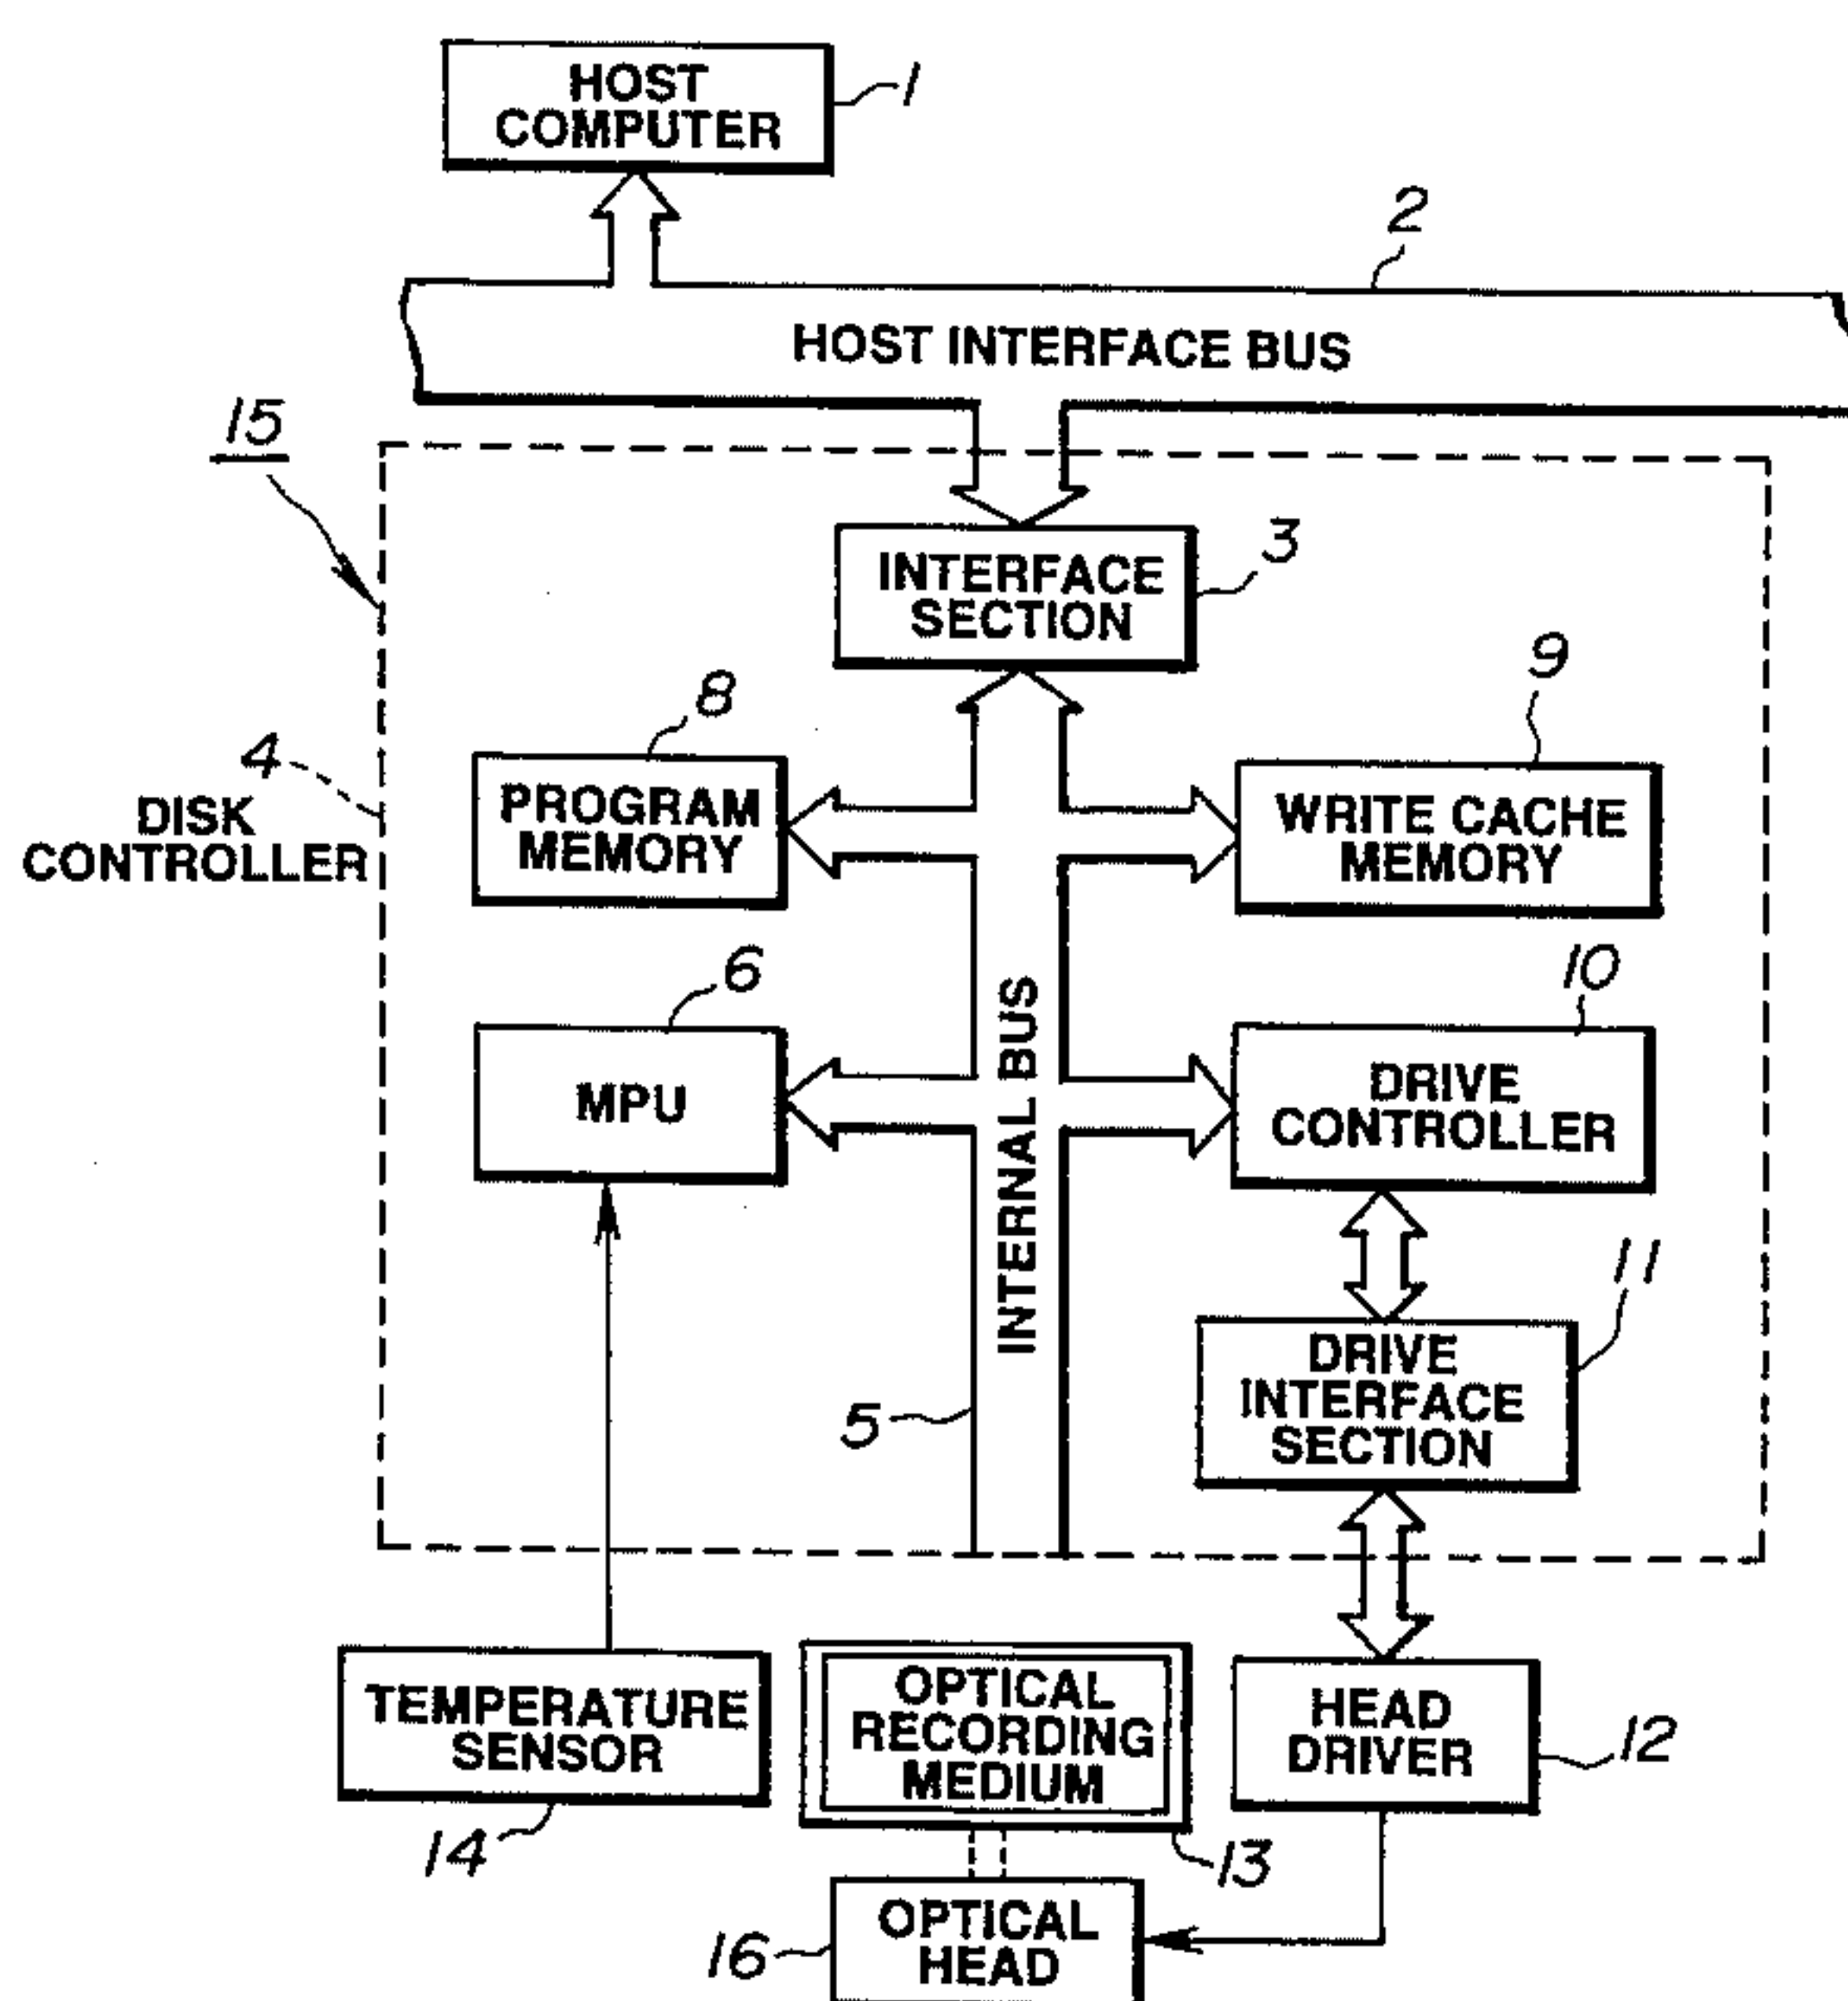 HOST
COMPUTER
1
2
HOST INTERFACE BUS
15
INTERFACE
SECTION
3
8
PROGRAM
MEMORY
9
WRITE CACHE
MEMORY
4
DISK
CONTROLLER
6
MPU
INTERNAL BUS
10
DRIVE
CONTROLLER
11
DRIVE
INTERFACE
SECTION
5
TEMPERATURE
SENSOR
14
OPTICAL
RECORDING
MEDIUM
13
HEAD
DRIVER
12
16
OPTICAL
HEAD